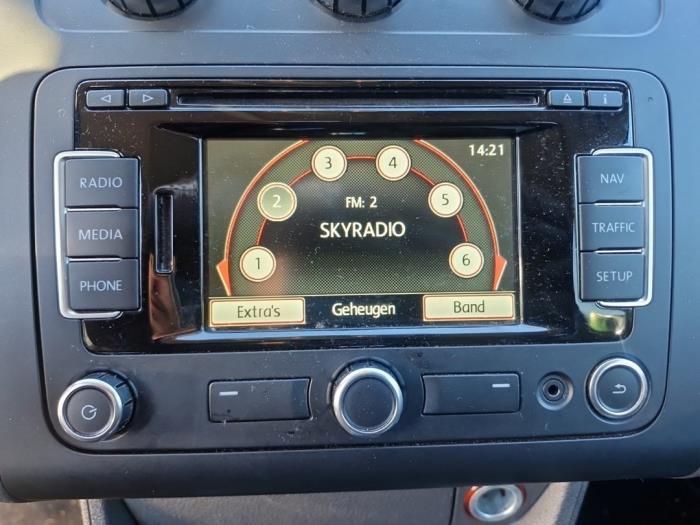 i
RADIO
MEDIA
PHONE
14:21
3
4
2
FM: 2
5
SKYRADIO
1
6
Extra's
Geheugen
Band
NAV
TRAFFIC
SETUP